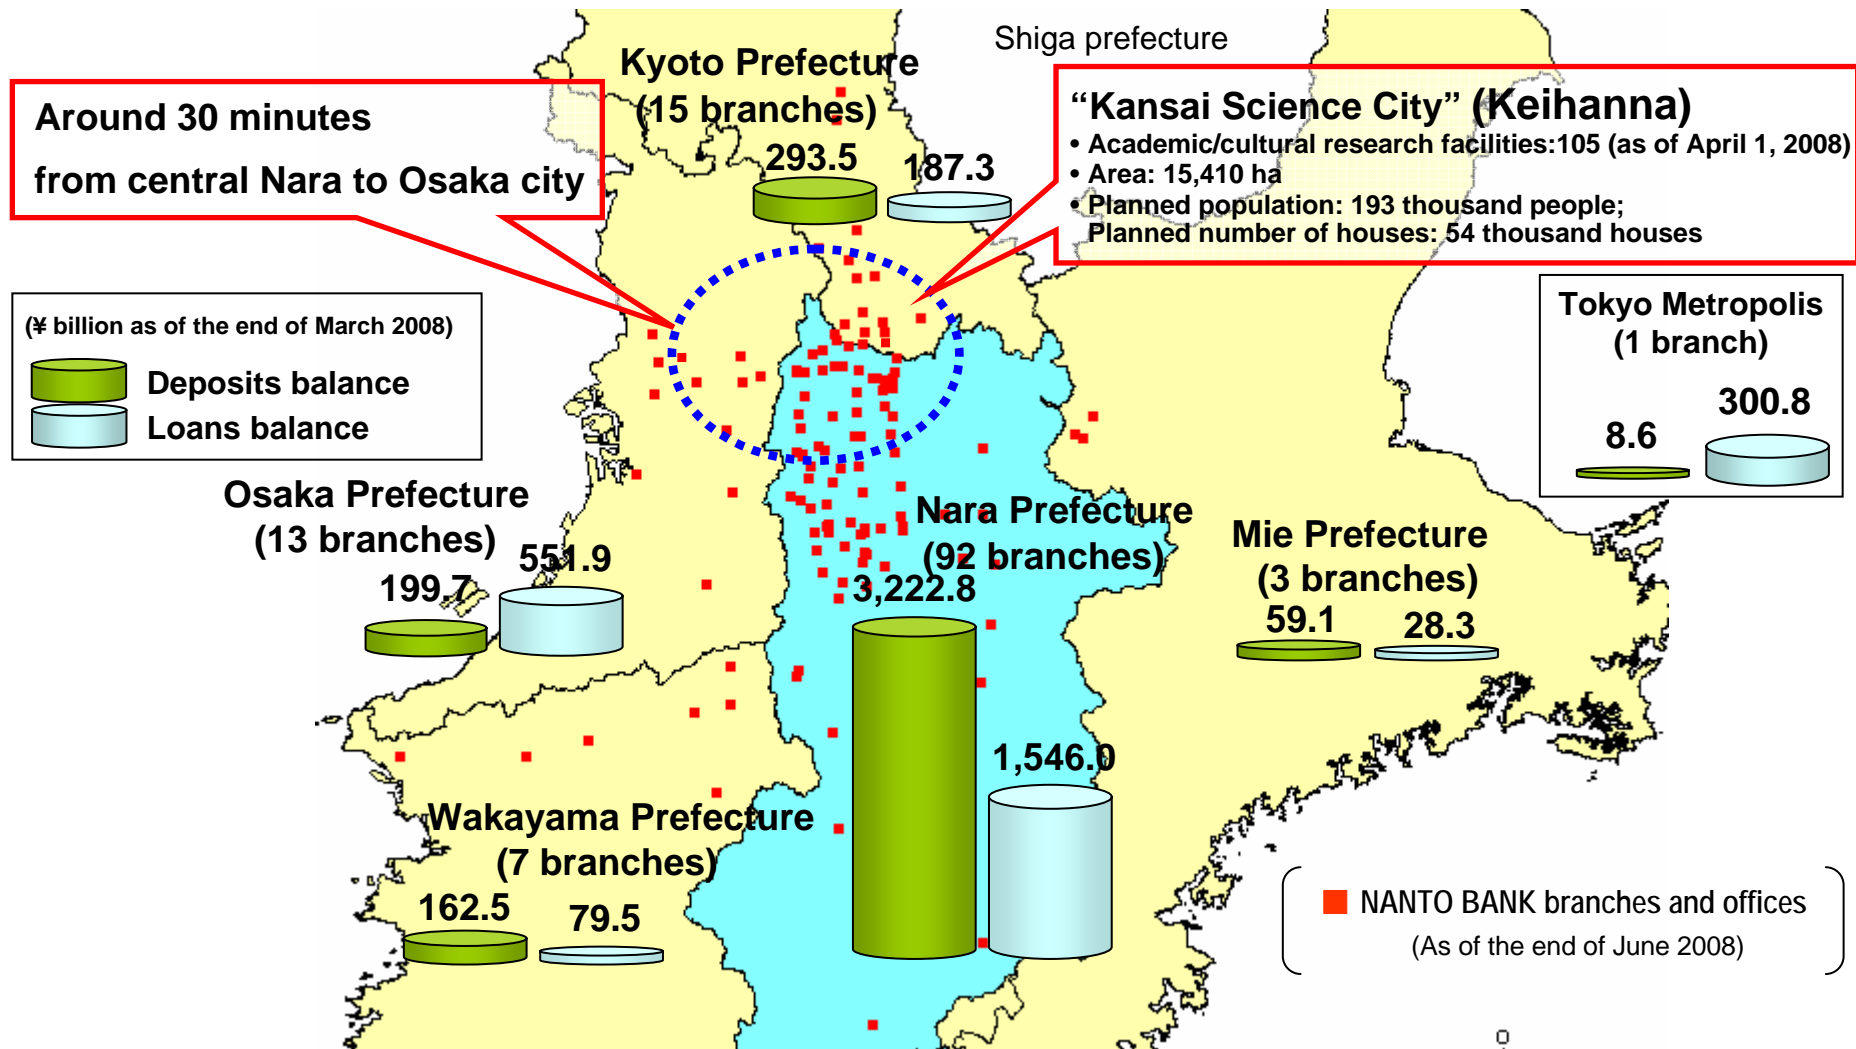 Shiga prefecture
Kyoto Prefecture
(15 branches)
293.5
187.3
Around 30 minutes
from central Nara to Osaka city
“Kansai Science City” (Keihanna)
• Academic/cultural research facilities:105 (as of April 1, 2008)
• Area: 15,410 ha
• Planned population: 193 thousand people;
Planned number of houses: 54 thousand houses
(¥ billion as of the end of March 2008)
Deposits balance
Loans balance
Tokyo Metropolis
(1 branch)
8.6
300.8
Osaka Prefecture
(13 branches)
199.7
551.9
Nara Prefecture
(92 branches)
3,222.8
1,546.0
Mie Prefecture
(3 branches)
59.1
28.3
Wakayama Prefecture
(7 branches)
162.5
79.5
NANTO BANK branches and offices
(As of the end of June 2008)